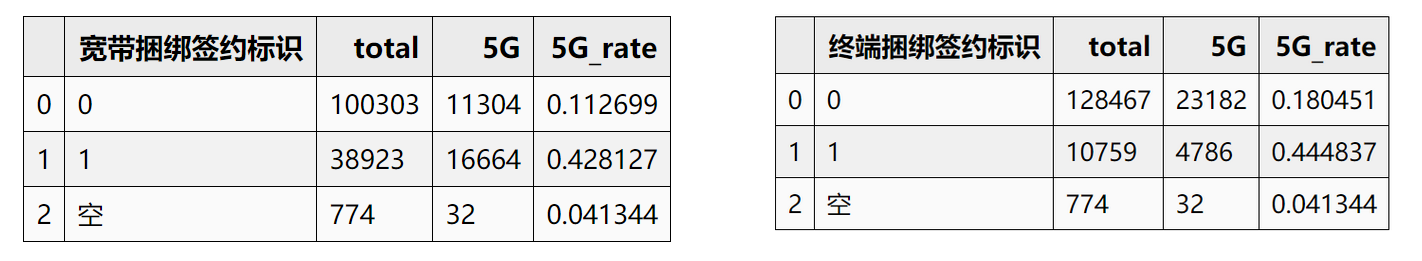 宽带捆绑签约标识 total 5G 5G_rate
0 0 100303 11304 0.112699
1 1 38923 16664 0.428127
2 空 774 32 0.041344
终端捆绑签约标识 total 5G 5G_rate
0 0 128467 23182 0.180451
1 1 10759 4786 0.444837
2 空 774 32 0.041344